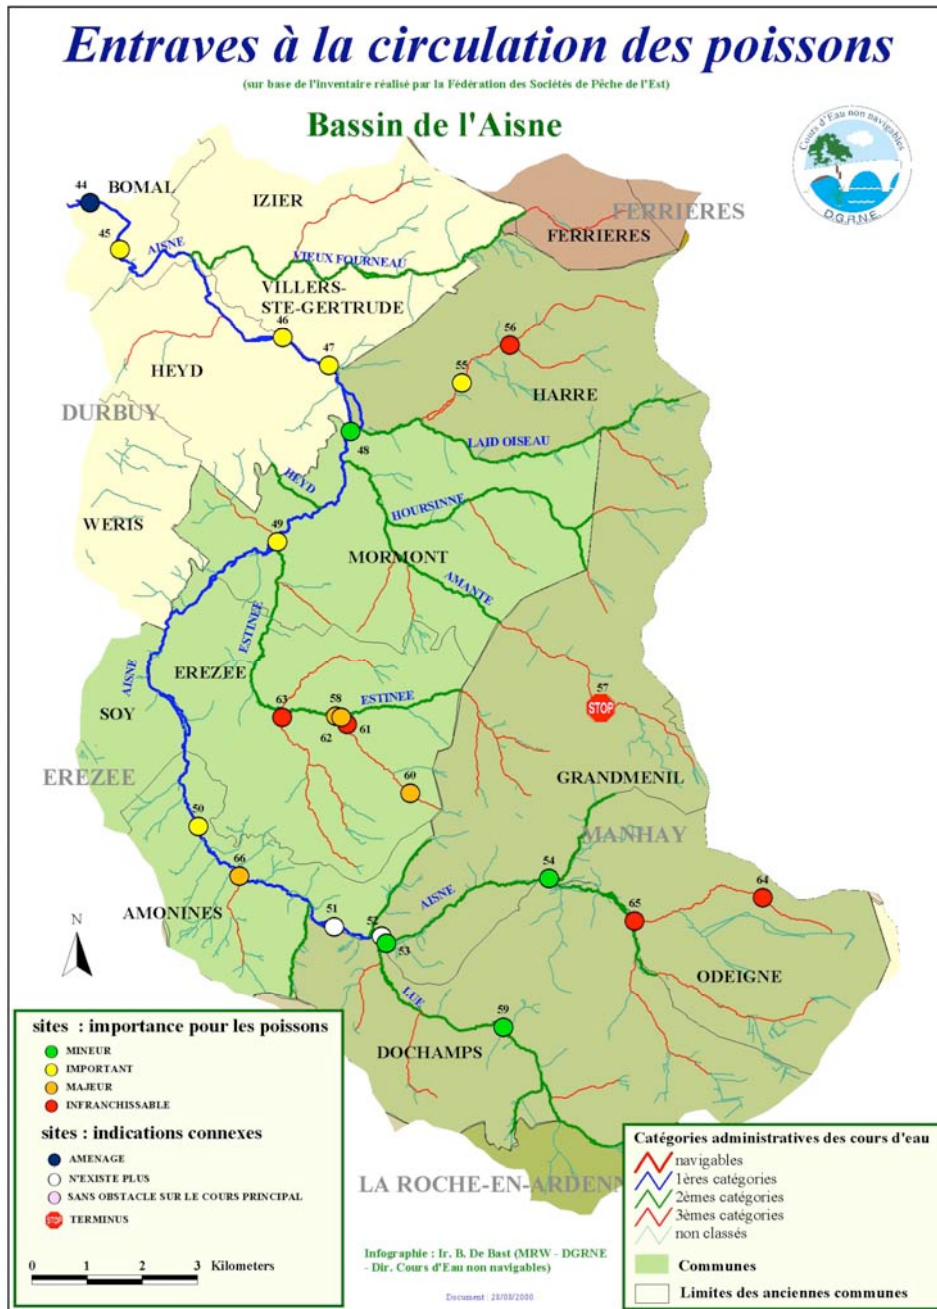 Entraves à la circulation des poissons
(sur base de l'inventaire réalisé par la Fédération des Sociétés de Pêche de l'Est)
Bassin de l'Aisne
Cours d'Eau non navigables
D.G.R.N.E.
44
BOMAL
IZIER
FERRIERES
FERRIERES
45
AISNE
VIEUX FOURNEAU
VILLERS-
STE-GERTRUDE
46
47
56
55
HEYD
HARRE
DURBUY
48
LAID OISEAU
HEYD
HOURSINNE
WERIS
49
MORMONT
AMANTE
ESTINEE
AISNE
EREZEE
ESTINEE
57
STOP
SOY
63
58
62
61
EREZEE
60
GRANDMENIL
MANHAY
50
66
54
64
AISNE
65
AMONINES
51
52
53
N
ODEIGNE
LUE
59
DOCHAMPS
LA ROCHE-EN-ARDENN
sites : importance pour les poissons
MINEUR
IMPORTANT
MAJEUR
INFRANCHISSABLE
sites : indications connexes
AMENAGE
N'EXISTE PLUS
SANS OBSTACLE SUR LE COURS PRINCIPAL
STOP TERMINUS
0 1 2 3 Kilometers
Infographie : Ir. B. De Bast (MRW - DGRNE
- Dir. Cours d'Eau non navigables)
Document : 28/08/2000
Catégories administratives des cours d'eau
navigables
1ères catégories
2èmes catégories
3èmes catégories
non classés
Communes
Limites des anciennes communes